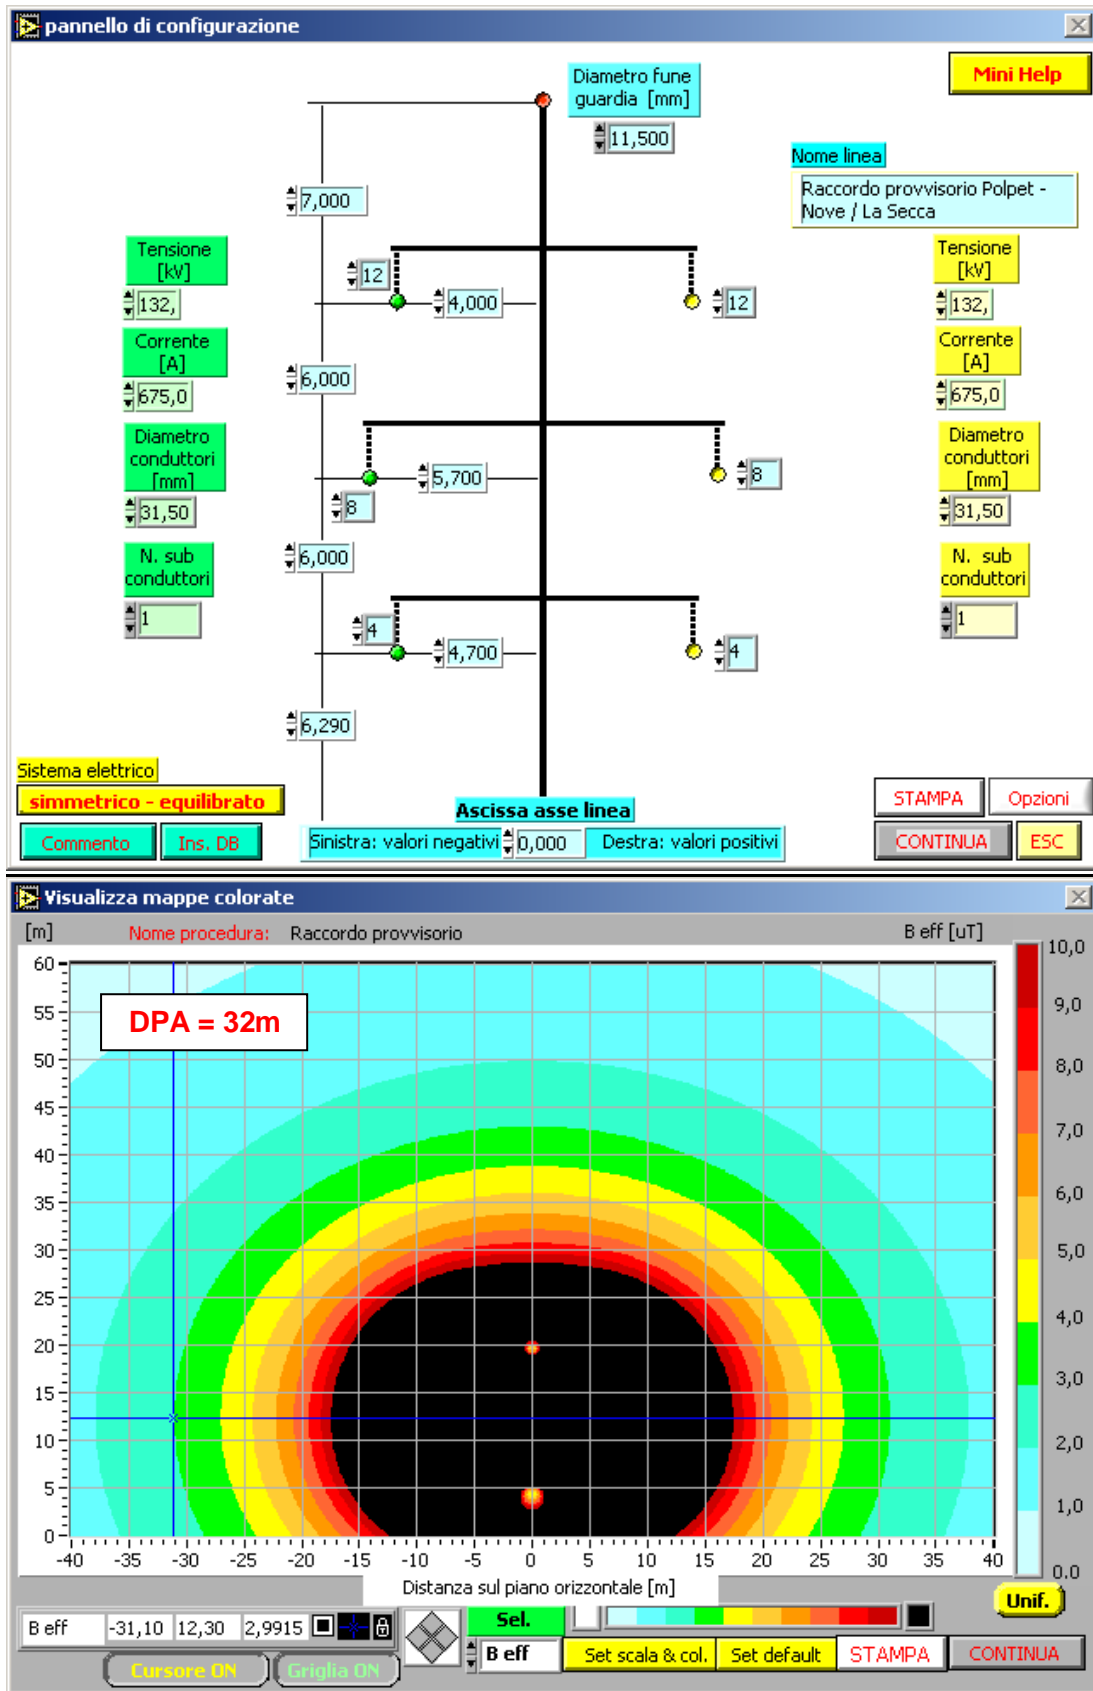 pannello di configurazione
Diametro fune
guardia [mm]
11,500
Mini Help
Nome linea
Raccordo provvisorio Polpet -
Nove / La Secca
7,000
Tensione
[kV]
132,
12
4,000
12
Tensione
[kV]
132,
Corrente
[A]
675,0
6,000
Corrente
[A]
675,0
Diametro
conduttori
[mm]
31,50
5,700
8
8
Diametro
conduttori
[mm]
31,50
N. sub
conduttori
1
6,000
N. sub
conduttori
1
4
4,700
4
6,290
Sistema elettrico
simmetrico - equilibrato
Commento
Ins. DB
Ascissa asse linea
Sinistra: valori negativi
0,000
Destra: valori positivi
STAMPA
Opzioni
CONTINUA
ESC
Visualizza mappe colorate
[m]
Nome procedura: Raccordo provvisorio
B eff [uT]
DPA = 32m
60
55
50
45
40
35
30
25
20
15
10
5
0
-40 -35 -30 -25 -20 -15 -10 -5 0 5 10 15 20 25 30 35 40
Distanza sul piano orizzontale [m]
10,0
9,0
8,0
7,0
6,0
5,0
4,0
3,0
2,0
1,0
0,0
Unif.
B eff -31,10 12,30 2,9915
Cursore ON
Griglia ON
Sel.
B eff
Set scala & col.
Set default
STAMPA
CONTINUA